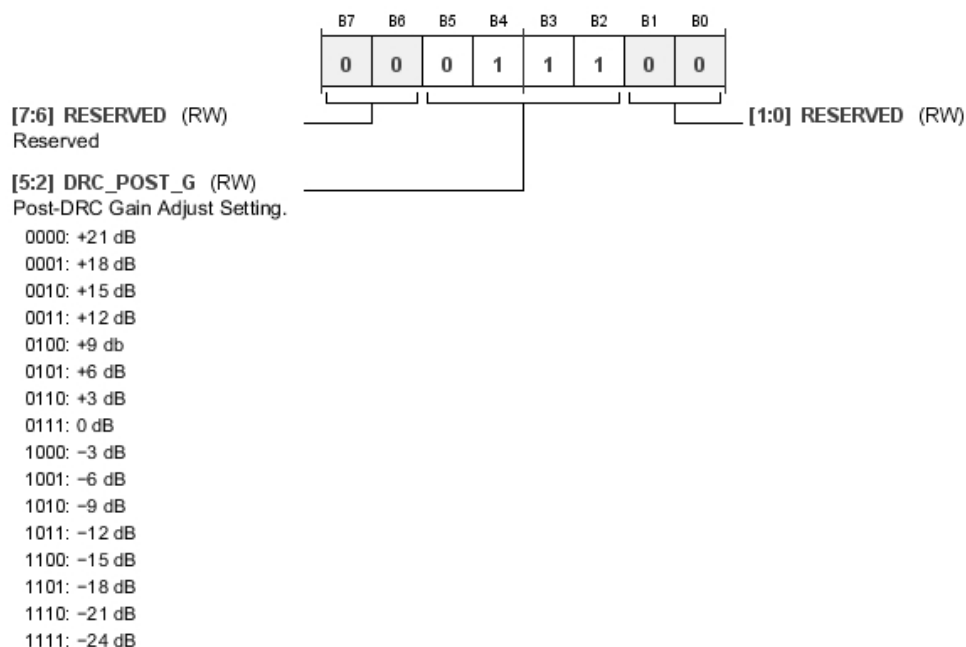 B7 B6 B5 B4 B3 B2 B1 B0
0 0 0 1 1 1 0 0
[7:6] RESERVED (RW)
Reserved
[1:0] RESERVED (RW)
[5:2] DRC_POST_G (RW)
Post-DRC Gain Adjust Setting.
0000: +21 dB
0001: +18 dB
0010: +15 dB
0011: +12 dB
0100: +9 db
0101: +6 dB
0110: +3 dB
0111: 0 dB
1000: −3 dB
1001: −6 dB
1010: −9 dB
1011: −12 dB
1100: −15 dB
1101: −18 dB
1110: −21 dB
1111: −24 dB